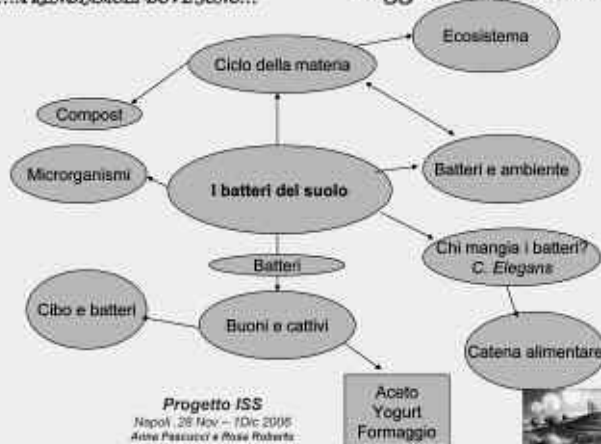 Ecosistema
Ciclo della materia
Compost
Microrganismi
I batteri del suolo
Batteri e ambiente
Chi mangia i batteri?
C. Elegans
Batteri
Cibo e batteri
Buoni e cattivi
Catena alimentare
Aceto
Yogurt
Formaggio
Progetto ISS
Napoli 28 Nov – 1Dic 2006
Anna Pascucci e Rosa Roberto